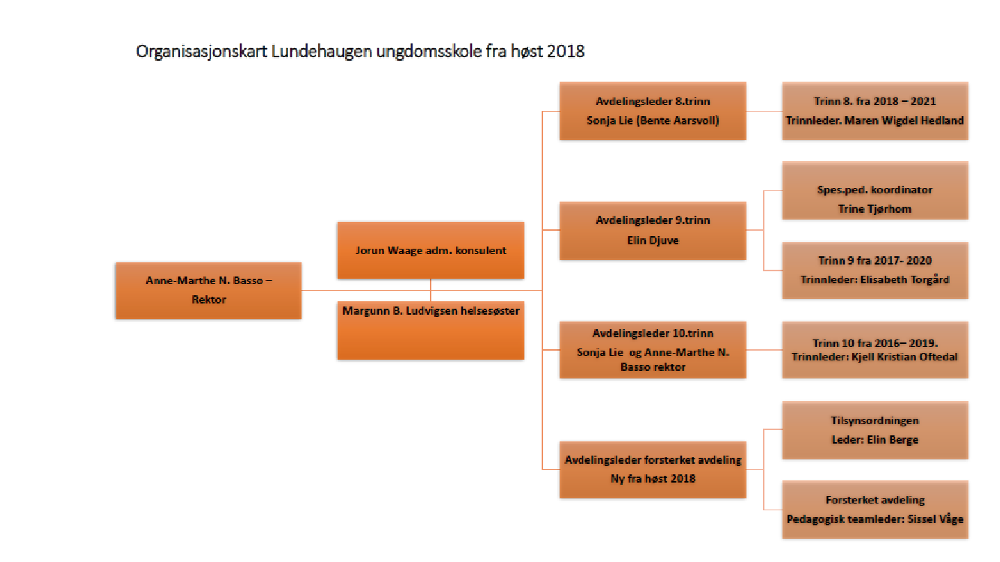 Organisasjonskart Lundehaugen ungdomsskole fra høst 2018
Anne-Marthe N. Basso –
Rektor
Jorun Waage adm. konsulent
Margunn B. Ludvigsen helsesøster
Avdelingsleder 8.trinn
Sonja Lie (Bente Aarsvoll)
Trinn 8. fra 2018 – 2021
Trinnleder. Maren Wigdel Hedland
Avdelingsleder 9.trinn
Elin Djuve
Spes.ped. koordinator
Trine Tjørhom
Trinn 9 fra 2017- 2020
Trinnleder: Elisabeth Torgård
Avdelingsleder 10.trinn
Sonja Lie  og Anne-Marthe N.
Basso rektor
Trinn 10 fra 2016– 2019.
Trinnleder: Kjell Kristian Oftedal
Avdelingsleder forsterket avdeling
Ny fra høst 2018
Tilsynsordningen
Leder: Elin Berge
Forsterket avdeling
Pedagogisk teamleder: Sissel Våge